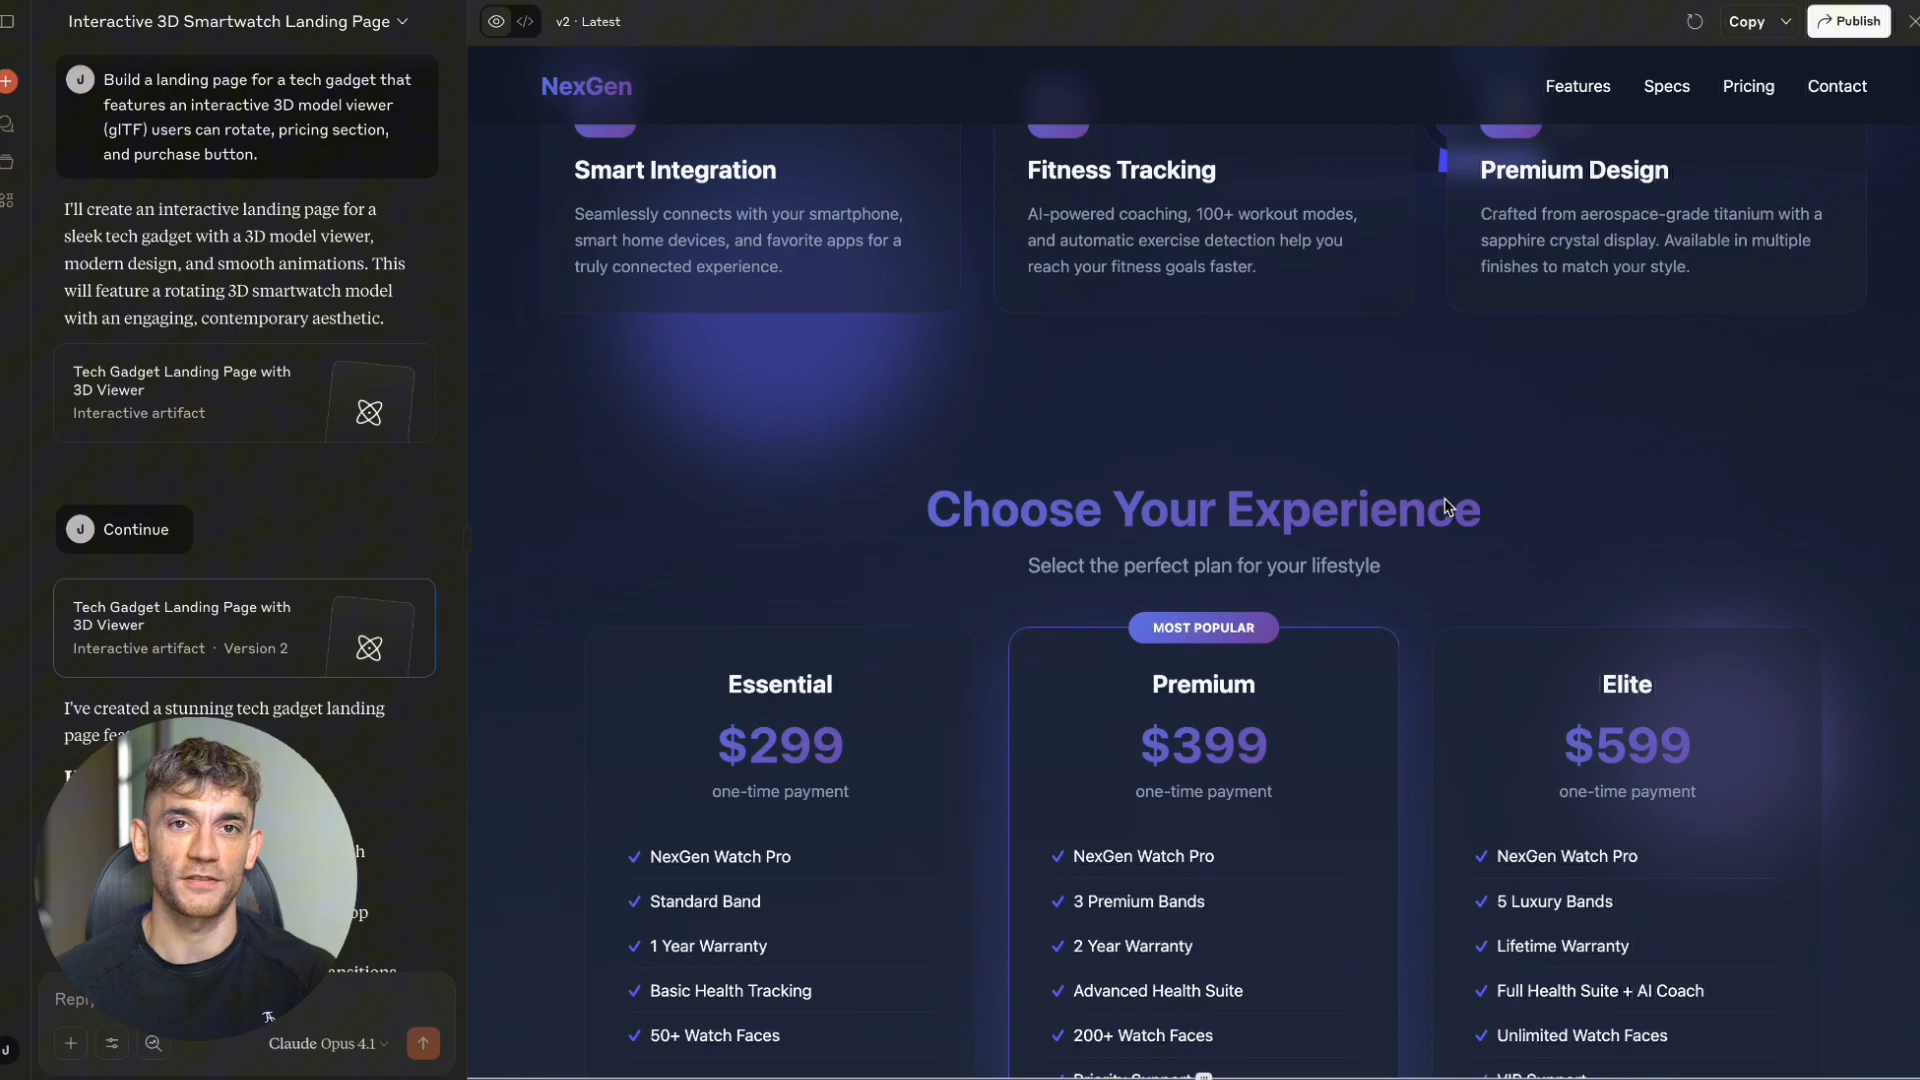 Interactive 3D Smartwatch Landing Page
J
Build a landing page for a tech gadget that
features an interactive 3D model viewer
(glTF) users can rotate, pricing section,
and purchase button.
I'll create an interactive landing page for a
sleek tech gadget with a 3D model viewer,
modern design, and smooth animations. This
will feature a rotating 3D smartwatch model
with an engaging, contemporary aesthetic.
Tech Gadget Landing Page with
3D Viewer
Interactive artifact
J
Continue
Tech Gadget Landing Page with
3D Viewer
Interactive artifact · Version 2
I've created a stunning tech gadget landing
page
Claude Opus 4.1
J
v2 · Latest
Copy
Publish
NexGen
Features
Specs
Pricing
Contact
Smart Integration
Seamlessly connects with your smartphone,
smart home devices, and favorite apps for a
truly connected experience.
Fitness Tracking
AI-powered coaching, 100+ workout modes,
and automatic exercise detection help you
reach your fitness goals faster.
Premium Design
Crafted from aerospace-grade titanium with a
sapphire crystal display. Available in multiple
finishes to match your style.
Choose Your Experience
Select the perfect plan for your lifestyle
MOST POPULAR
Essential
$299
one-time payment
NexGen Watch Pro
Standard Band
1 Year Warranty
Basic Health Tracking
50+ Watch Faces
Premium
$399
one-time payment
NexGen Watch Pro
3 Premium Bands
2 Year Warranty
Advanced Health Suite
200+ Watch Faces
Priority Support
Elite
$599
one-time payment
NexGen Watch Pro
5 Luxury Bands
Lifetime Warranty
Full Health Suite + AI Coach
Unlimited Watch Faces
VIP Support